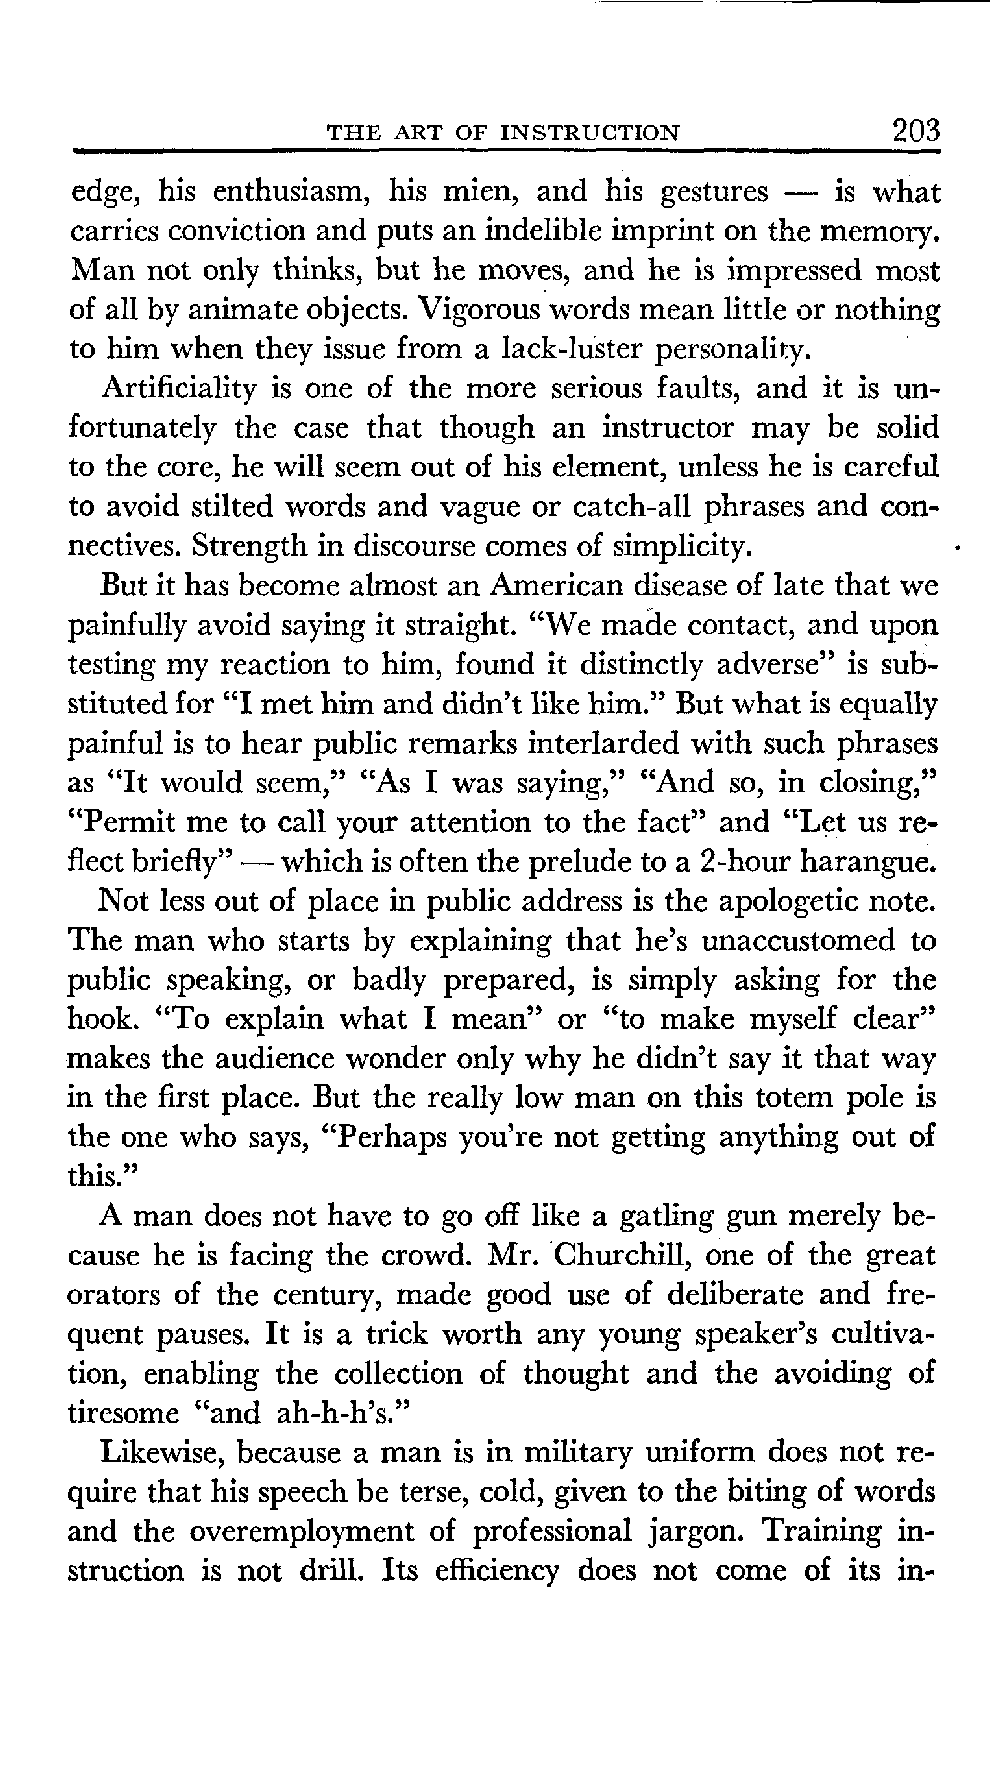 THE ART OF INSTRUCTION 203
edge, his enthusiasm, his mien, and his gestures — is what
carries conviction and puts an indelible imprint on the memory.
Man not only thinks, but he moves, and he is impressed most
of all by animate objects. Vigorous words mean little or nothing
to him when they issue from a lack-luster personality.
Artificiality is one of the more serious faults, and it is un-
fortunately the case that though an instructor may be solid
to the core, he will seem out of his element, unless he is careful
to avoid stilted words and vague or catch-all phrases and con-
nectives. Strength in discourse comes of simplicity.
But it has become almost an American disease of late that we
painfully avoid saying it straight. “We made contact, and upon
testing my reaction to him, found it distinctly adverse” is sub-
stituted for “I met him and didn’t like him.” But what is equally
painful is to hear public remarks interlarded with such phrases
as “It would seem,” “As I was saying,” “And so, in closing,”
“Permit me to call your attention to the fact” and “Let us re-
flect briefly” — which is often the prelude to a 2-hour harangue.
Not less out of place in public address is the apologetic note.
The man who starts by explaining that he’s unaccustomed to
public speaking, or badly prepared, is simply asking for the
hook. “To explain what I mean” or “to make myself clear”
makes the audience wonder only why he didn’t say it that way
in the first place. But the really low man on this totem pole is
the one who says, “Perhaps you’re not getting anything out of
this.”
A man does not have to go off like a gatling gun merely be-
cause he is facing the crowd. Mr. Churchill, one of the great
orators of the century, made good use of deliberate and fre-
quent pauses. It is a trick worth any young speaker’s cultiva-
tion, enabling the collection of thought and the avoiding of
tiresome “and ah-h-h’s.”
Likewise, because a man is in military uniform does not re-
quire that his speech be terse, cold, given to the biting of words
and the overemployment of professional jargon. Training in-
struction is not drill. Its efficiency does not come of its in-